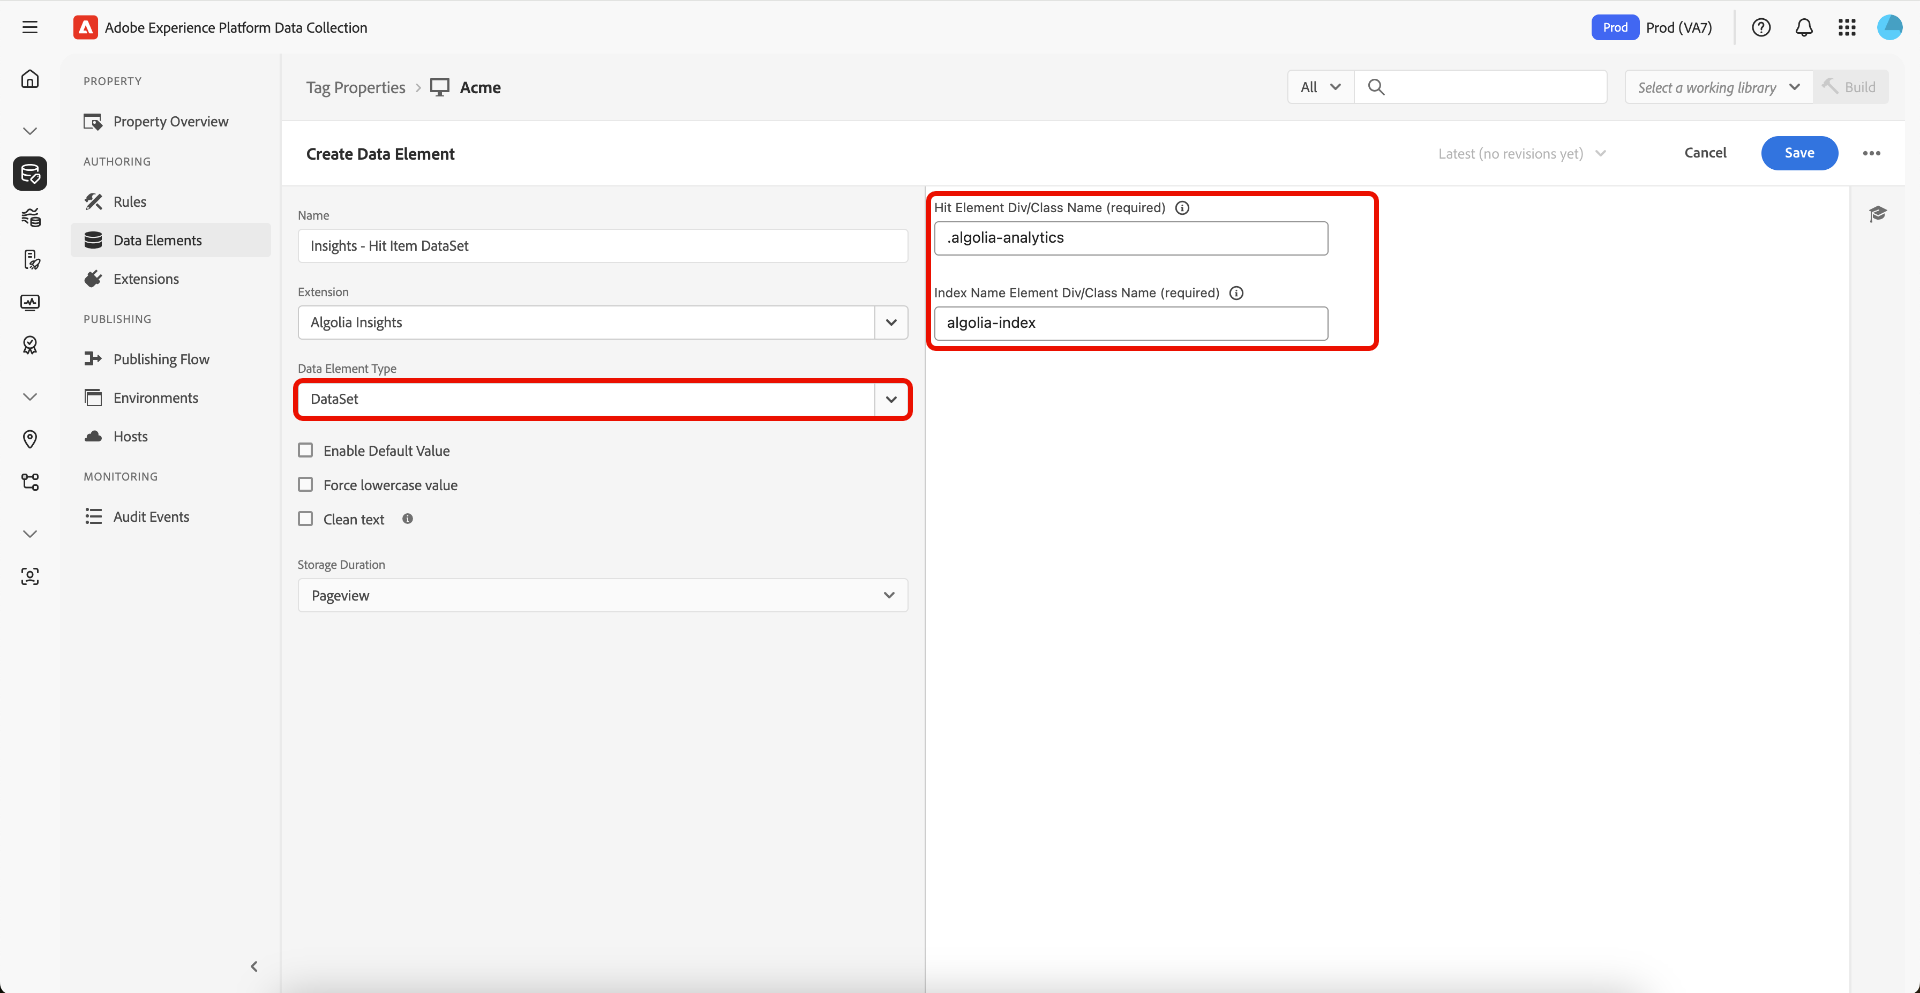 Adobe Experience Platform Data Collection
Prod
Prod (VA7)
PROPERTY
Property Overview
AUTHORING
Rules
Data Elements
Extensions
PUBLISHING
Publishing Flow
Environments
Hosts
MONITORING
Audit Events
Tag Properties
Acme
All
Select a working library
Build
Create Data Element
Latest (no revisions yet)
Cancel
Save
Name
Insights - Hit Item DataSet
Extension
Algolia Insights
Data Element Type
DataSet
Enable Default Value
Force lowercase value
Clean text
Storage Duration
Pageview
Hit Element Div/Class Name (required)
.algolia-analytics
Index Name Element Div/Class Name (required)
algolia-index